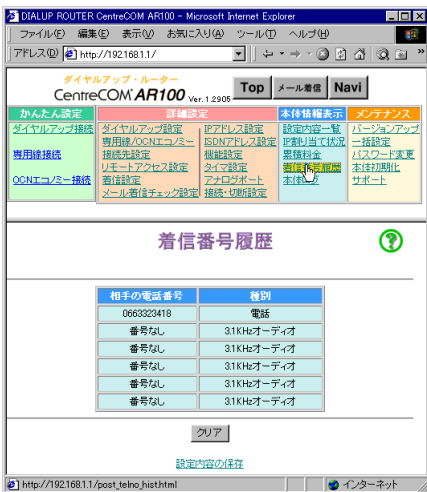 DIALUP ROUTER CentreCOM AR100 - Microsoft Internet Explorer
ファイル(F) 編集(E) 表示(V) お気に入り(A) ツール(T) ヘルプ(H)
アドレス(D) http://192.168.1.1/
ダイヤルアップ・ルーター
CentreCOM AR100 Ver. 1.2905
Top メール着信 Navi
かんたん設定 詳細設定 本体情報表示 メンテナンス
ダイヤルアップ接続 ダイヤルアップ設定 IPアドレス設定 設定内容一覧 バージョンアップ
専用線/OCNエコノミー ISDNアドレス設定 IP割り当て状況 一括設定
専用線接続 接続先設定 機能設定 累積料金 パスワード変更
リモートアクセス設定 タイマ設定 着信番号履歴 本体初期化
OCNエコノミー接続 着信設定 アナログポート 本体 サポート
メール着信チェック設定 接続・切断設定
着信番号履歴
?
相手の電話番号 種別
0663323418 電話
番号なし 3.1KHzオーディオ
番号なし 3.1KHzオーディオ
番号なし 3.1KHzオーディオ
番号なし 3.1KHzオーディオ
番号なし 3.1KHzオーディオ
クリア
設定内容の保存
http://192.168.1.1/post_telno_hist.html インターネット